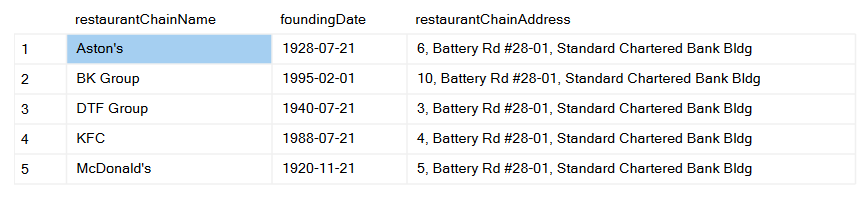 restaurantChainName foundingDate restaurantChainAddress
1 Aston's 1928-07-21 6, Battery Rd #28-01, Standard Chartered Bank Bldg
2 BK Group 1995-02-01 10, Battery Rd #28-01, Standard Chartered Bank Bldg
3 DTF Group 1940-07-21 3, Battery Rd #28-01, Standard Chartered Bank Bldg
4 KFC 1988-07-21 4, Battery Rd #28-01, Standard Chartered Bank Bldg
5 McDonald's 1920-11-21 5, Battery Rd #28-01, Standard Chartered Bank Bldg